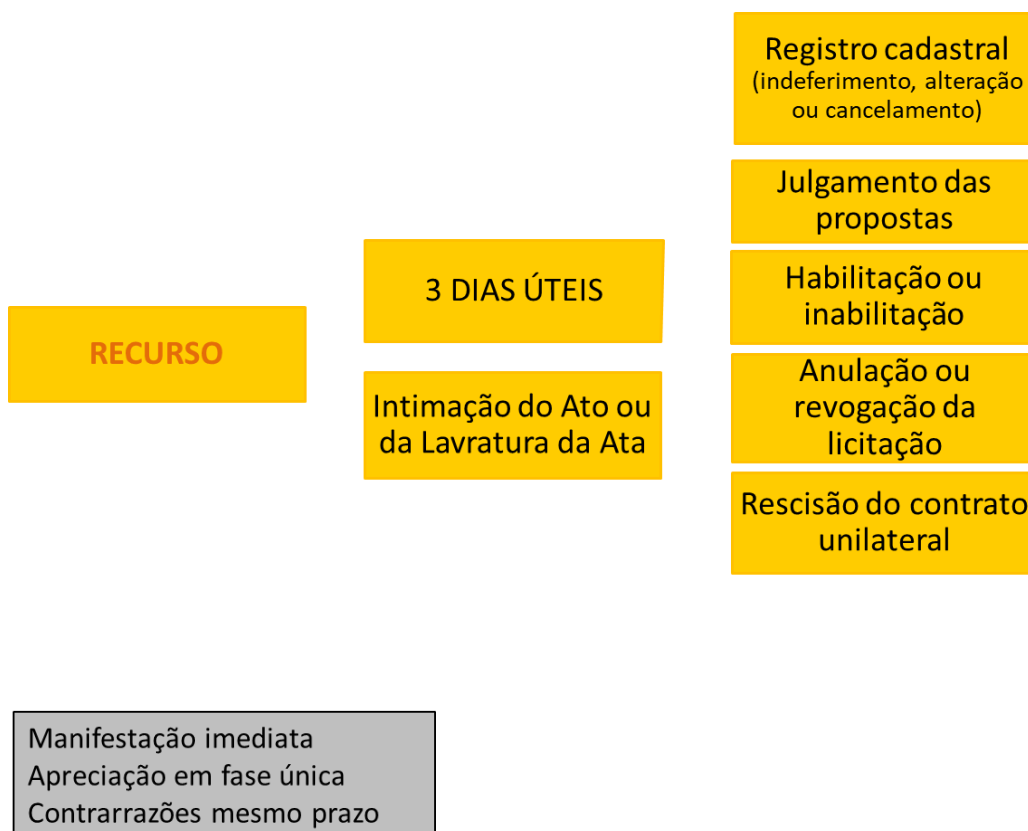 RECURSO
3 DIAS ÚTEIS
Intimação do Ato ou
da Lavratura da Ata
Registro cadastral
(indeferimento, alteração
ou cancelamento)
Julgamento das
propostas
Habilitação ou
inabilitação
Anulação ou
revogação da
licitação
Rescisão do contrato
unilateral
Manifestação imediata
Apreciação em fase única
Contrarrazões mesmo prazo